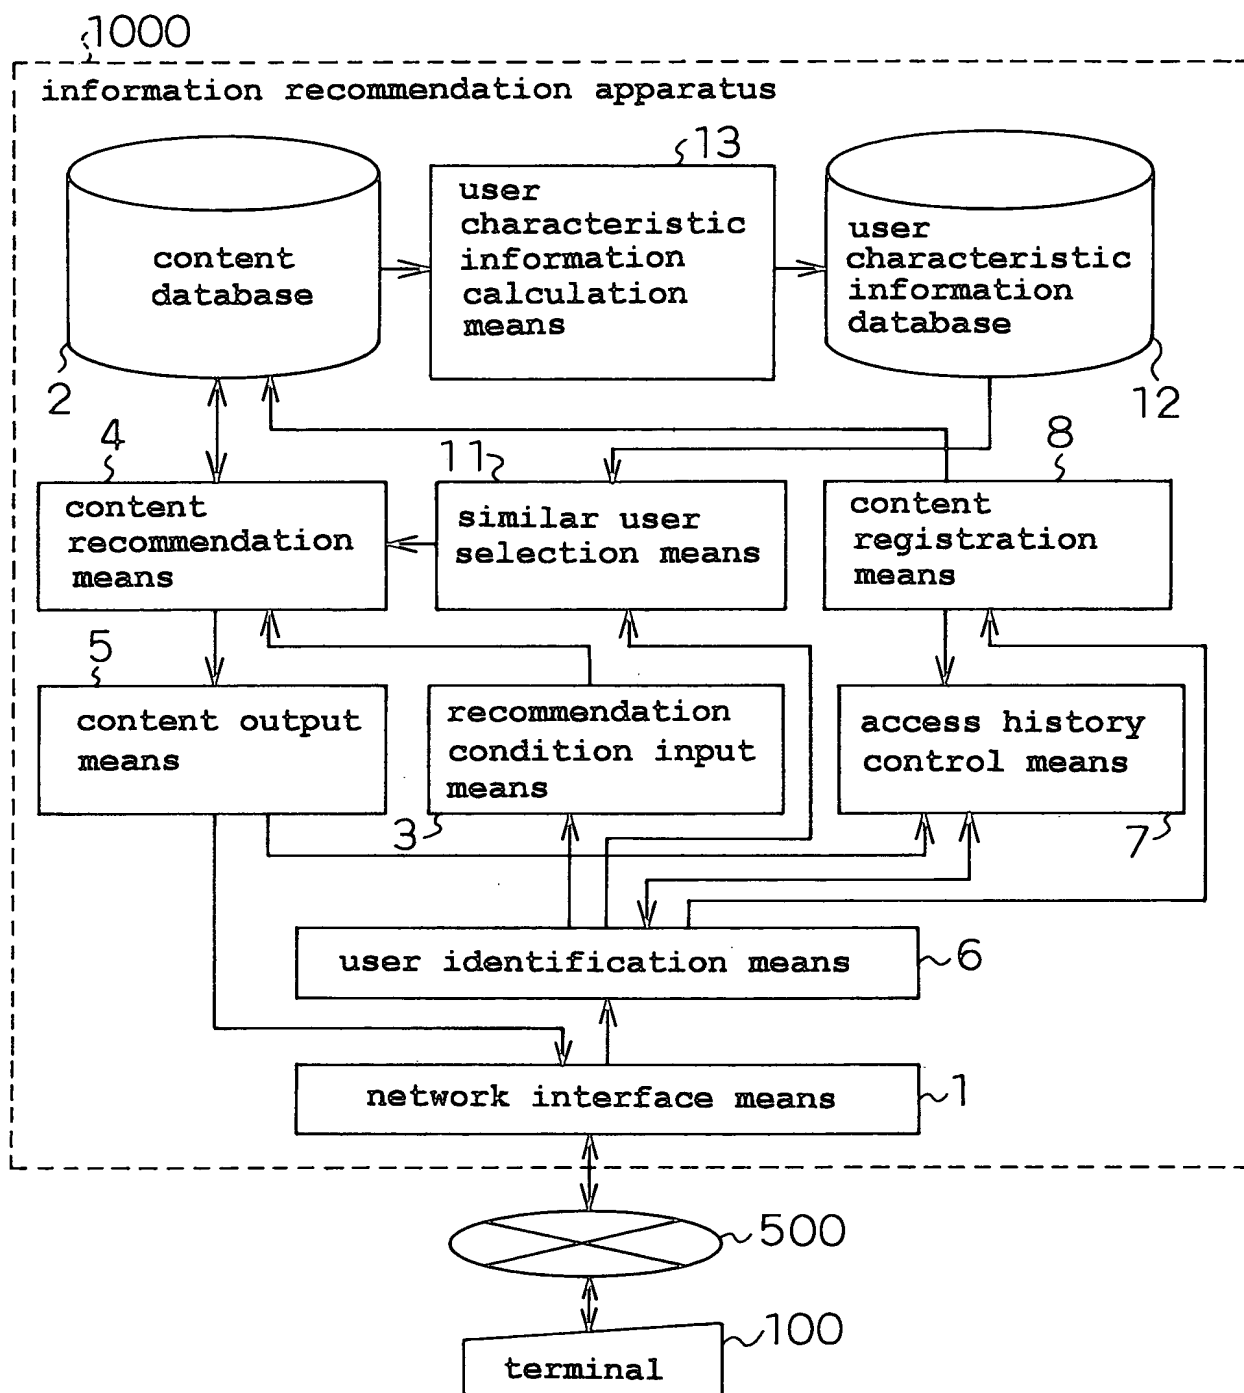 1000
information recommendation apparatus
13
content
database
user
characteristic
information
calculation
means
user
characteristic
information
database
2
12
4
11
8
content
recommendation
means
similar user
selection means
content
registration
means
5
content output
means
recommendation
condition input
means
access history
control means
3
7
user identification means
6
network interface means
1
500
100
terminal